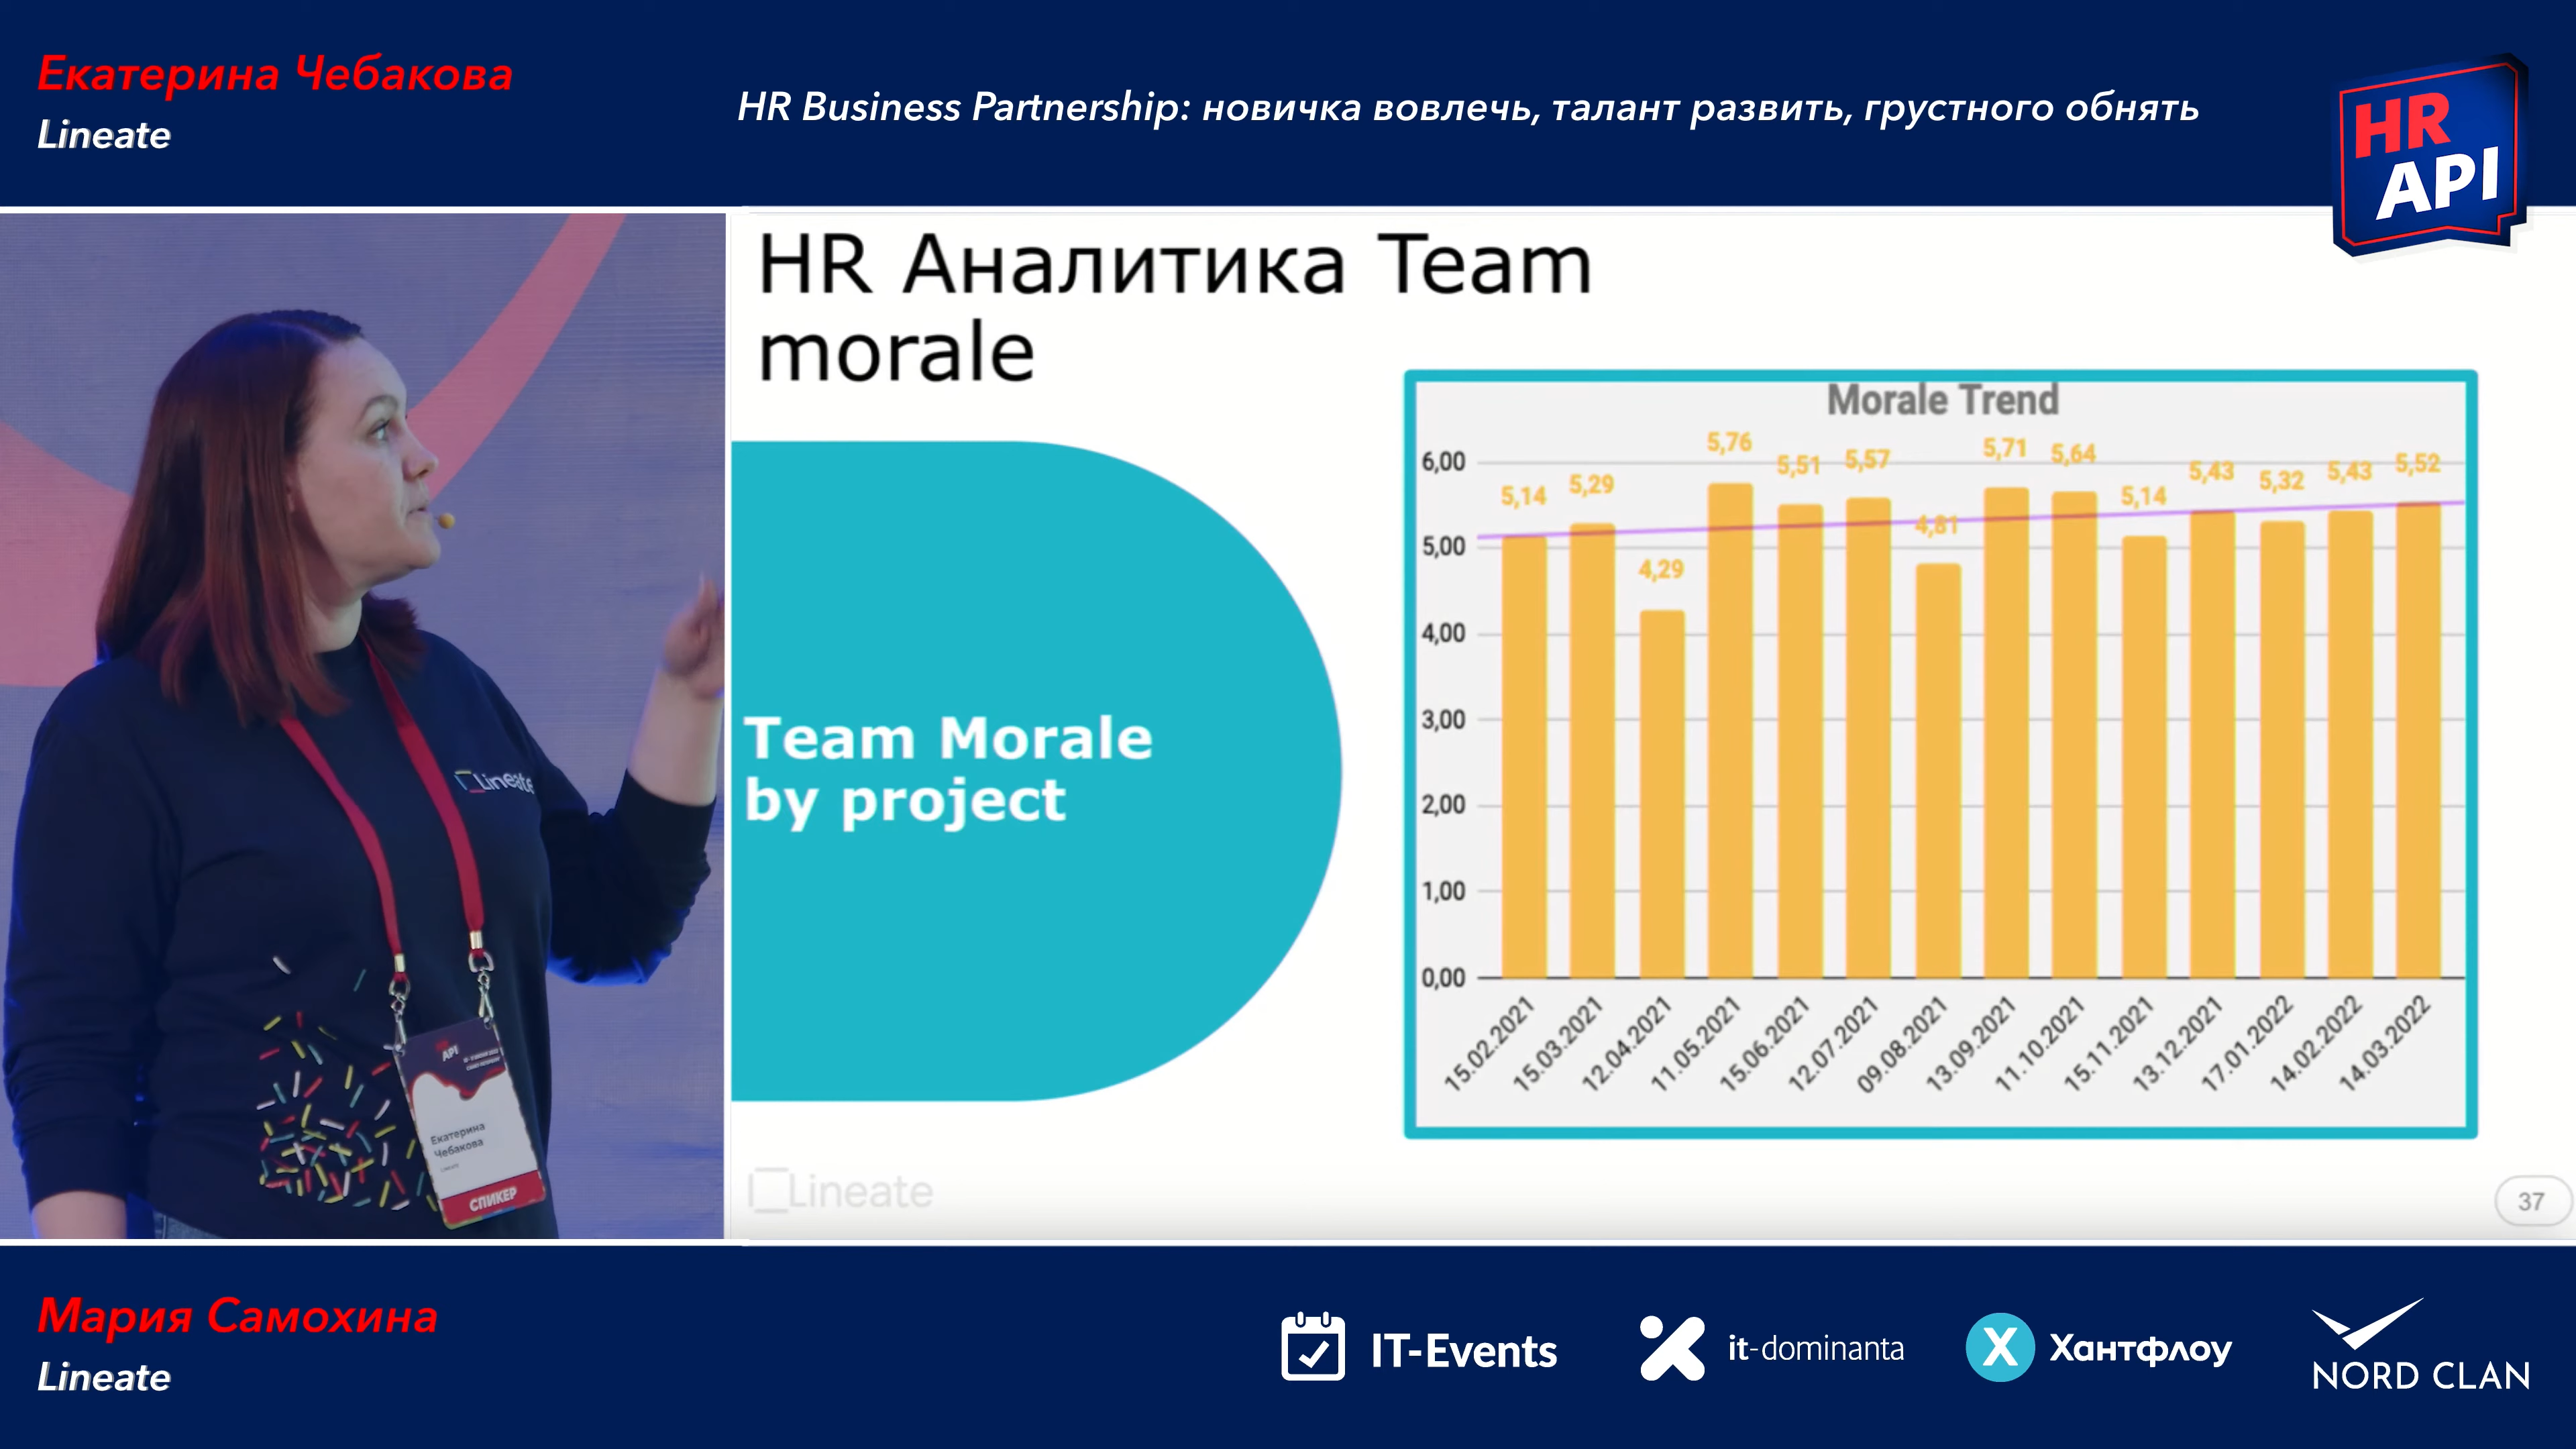 Екатерина Чебакова
Lineate
HR Business Partnership: новичка вовлечь, талант развить, грустного обнять
HR
API
HR Аналитика Team
morale
Team Morale
by project
Morale Trend
6,00
5,00
4,00
3,00
2,00
1,00
0,00
5,14
5,29
4,29
5,76
5,51
5,57
4,81
5,71
5,64
5,14
5,43
5,32
5,43
5,52
15.02.2021
15.03.2021
12.04.2021
11.05.2021
15.06.2021
12.07.2021
09.08.2021
13.09.2021
11.10.2021
15.11.2021
13.12.2021
17.01.2022
14.02.2022
14.03.2022
Lineate
37
Lineate
API
Екатерина
Чебакова
СПИКЕР
Мария Самохина
Lineate
IT-Events
it-dominanta
X Хантфлоу
NORD CLAN